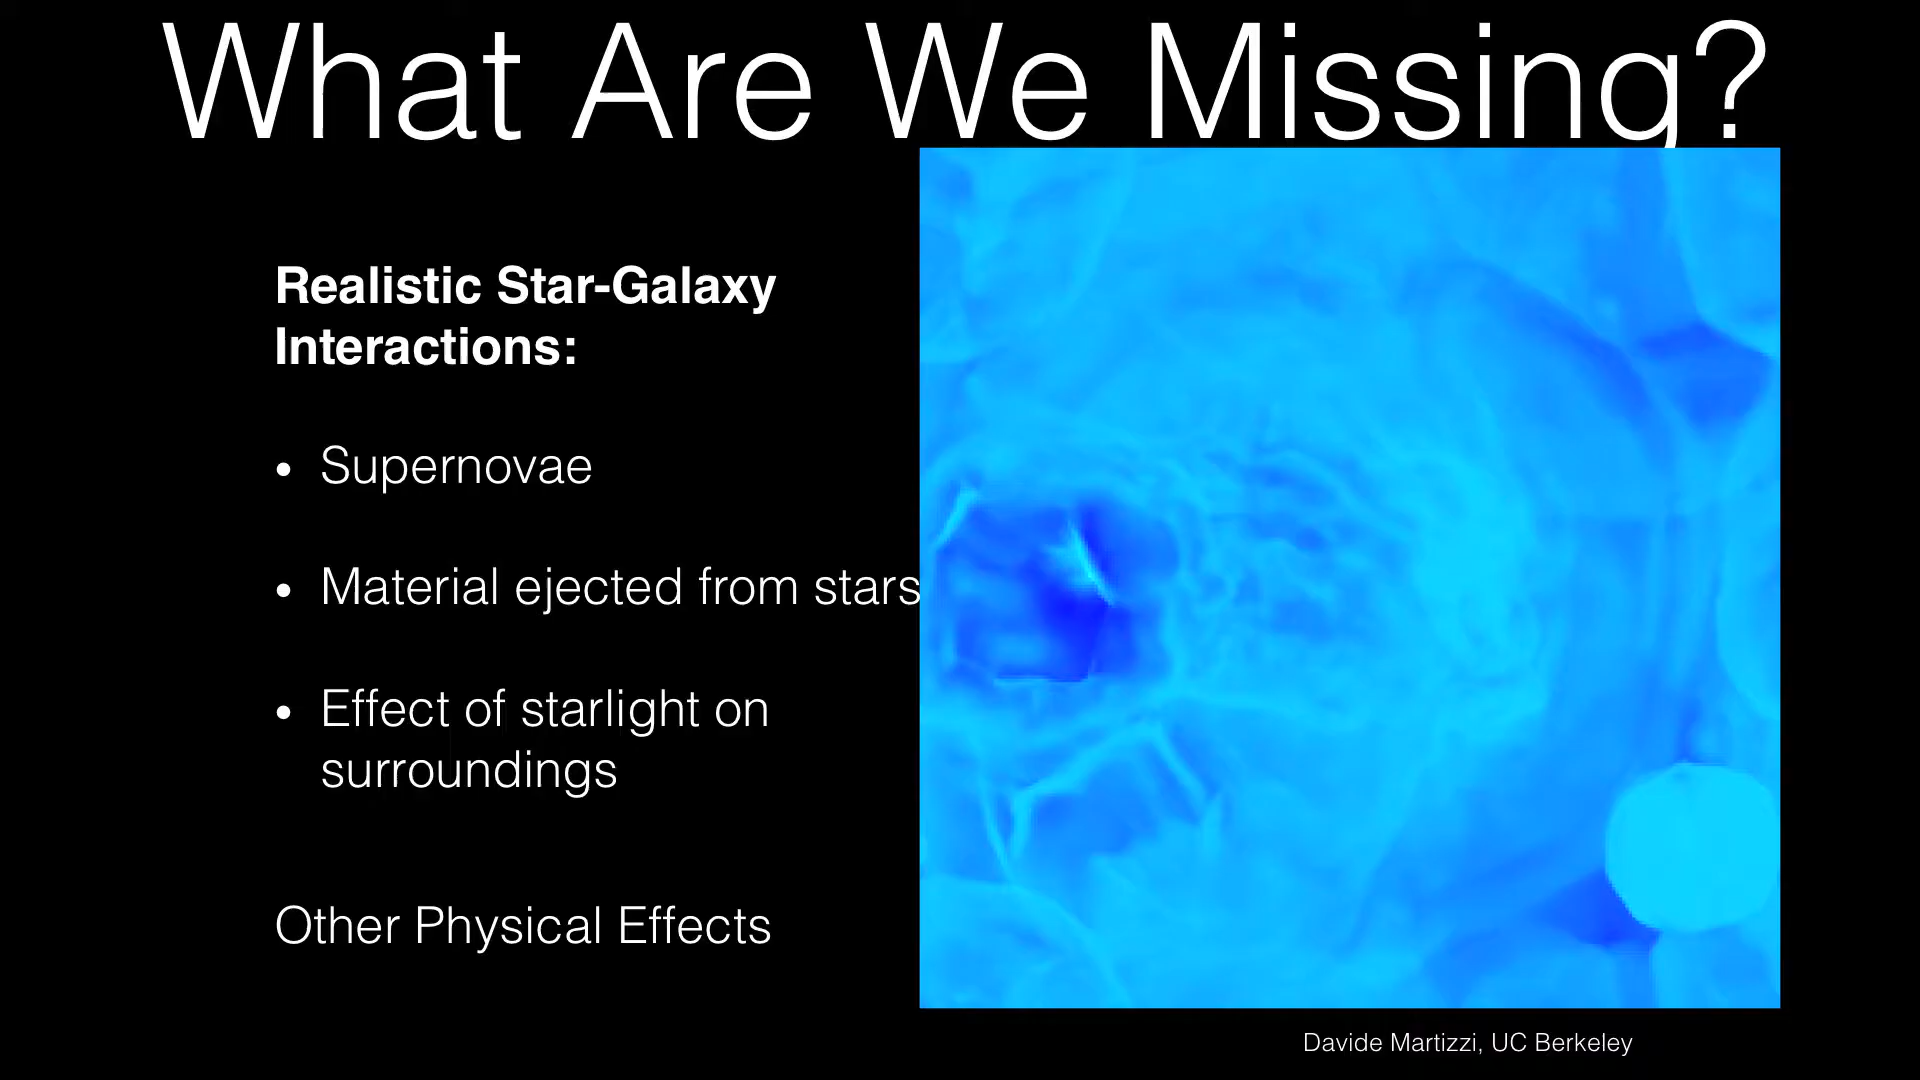 What Are We Missing?
Realistic Star-Galaxy
Interactions:
• Supernovae
• Material ejected from stars
• Effect of starlight on
surroundings
Other Physical Effects
Davide Martizzi, UC Berkeley